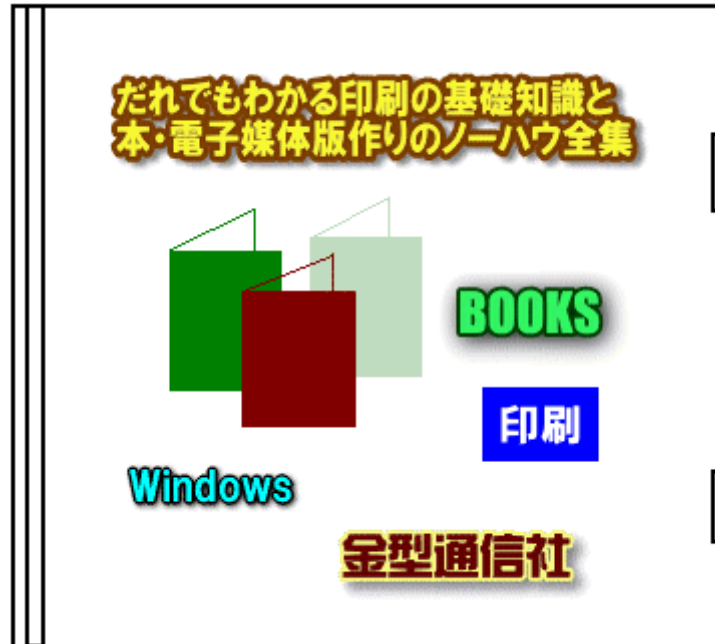 だれでもわかる印刷の基礎知識と
本・電子媒体版作りのノーハウ全集
BOOKS
印刷
Windows
金型通信社